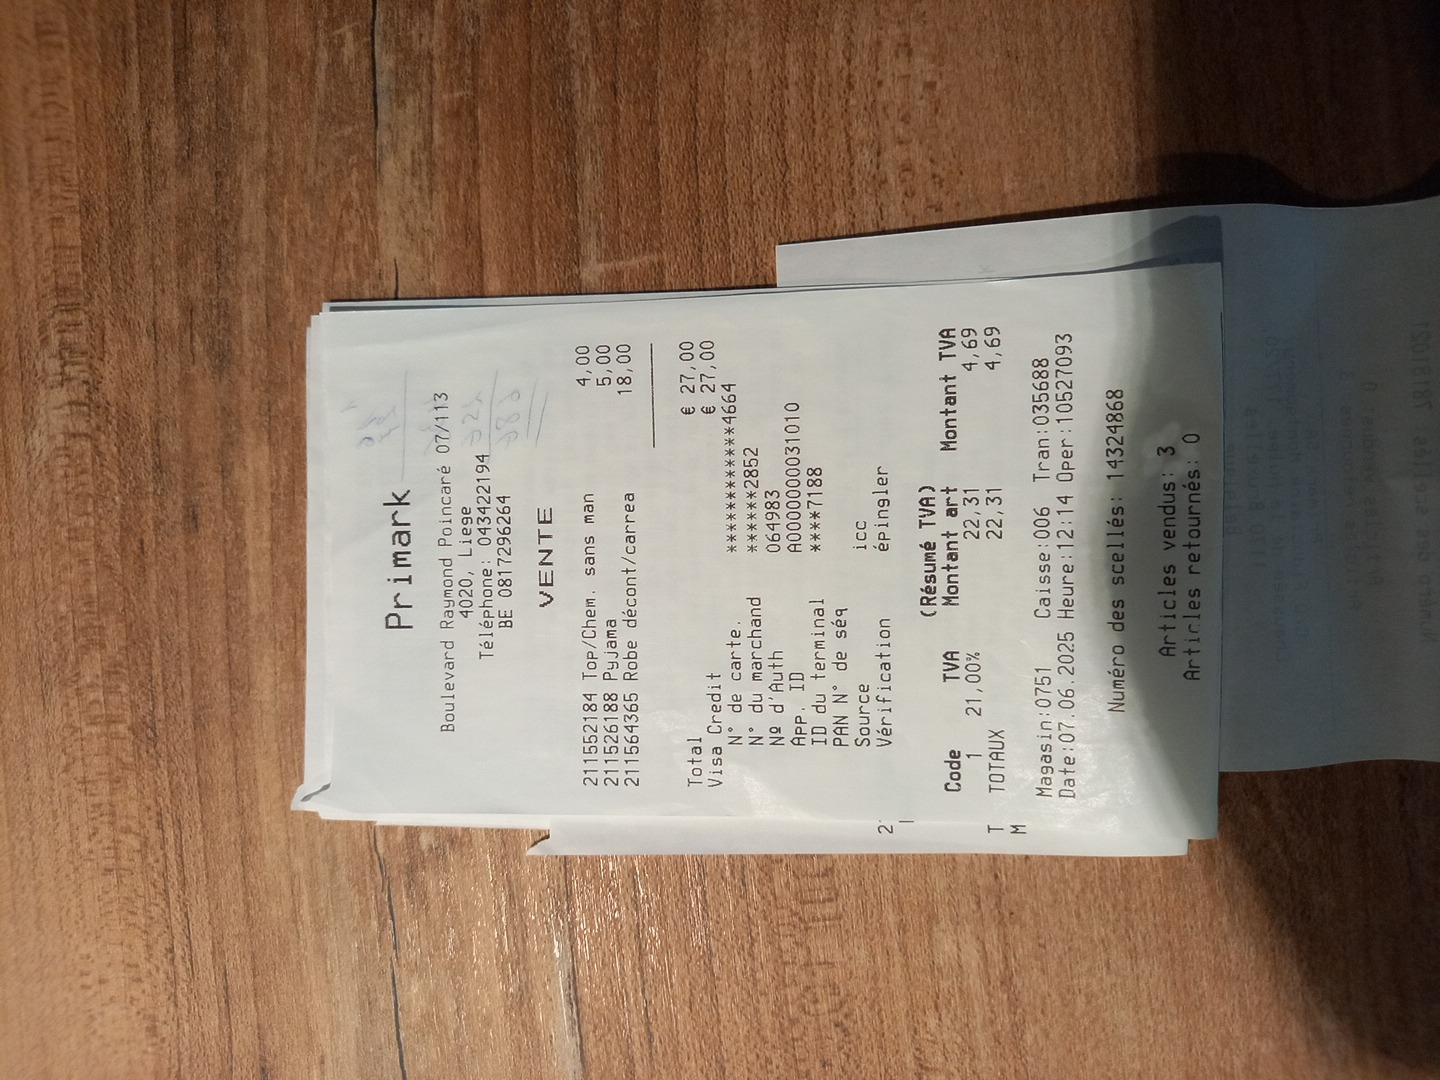 Primark
Boulevard Raymond Poincaré 07/113
4020, Liege
Téléphone: 043422194
BE 0817296264
VENTE
211552184 Top/Chem. sans man 4,00
211526188 Pyjama 5,00
211564365 Robe décont/carrea 18,00
Total € 27,00
Visa Credit € 27,00
N° de carte. ************4664
N° du marchand ******2852
Nº d'Auth 064983
App. ID A0000000031010
ID du terminal ****7188
PAN N° de séq
Source icc
Vérification épingler
(Résumé TVA)
Code TVA Montant art Montant TVA
1 21,00% 22,31 4,69
TOTAUX 22,31 4,69
Magasin:0751 Caisse:006 Tran:035688
Date:07.06.2025 Heure:12:14 Oper:10527093
Numéro des scellés: 14324868
Articles vendus: 3
Articles retournés: 0
T
M